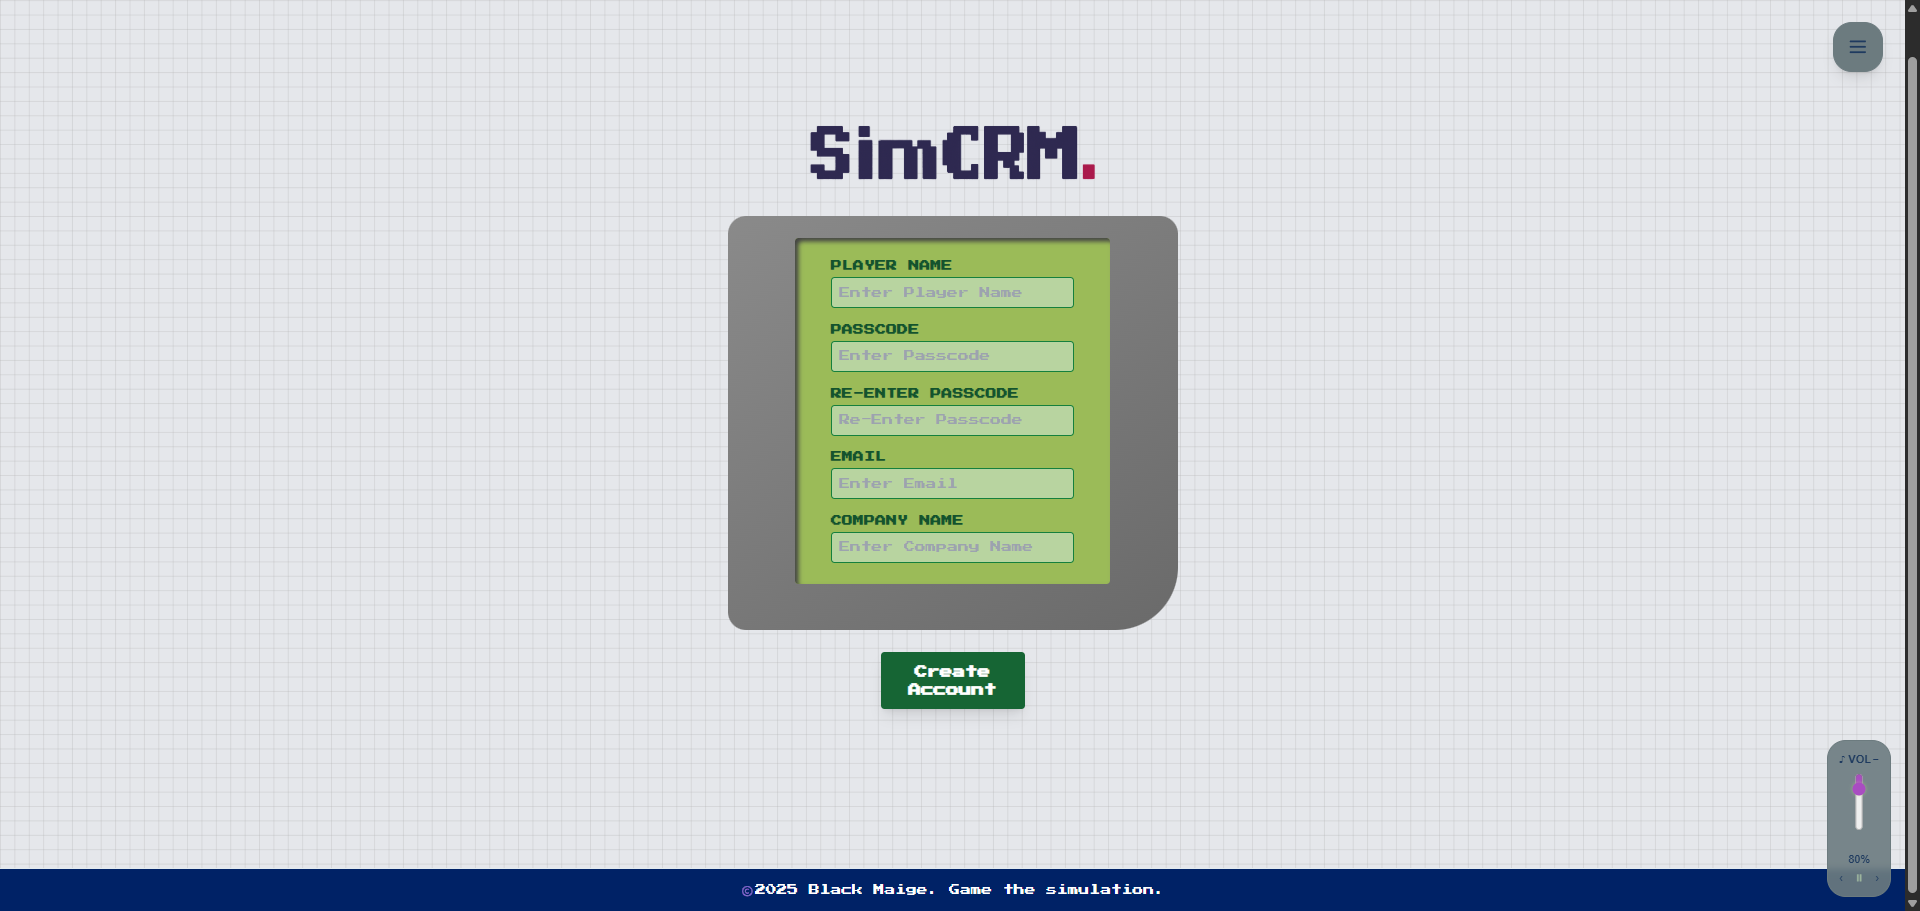 SimCRM.
PLAYER NAME
Enter Player Name
PASSCODE
Enter Passcode
RE-ENTER PASSCODE
Re-Enter Passcode
EMAIL
Enter Email
COMPANY NAME
Enter Company Name
Create
Account
♪ VOL −
80%
©2025 Black Maige. Game the simulation.